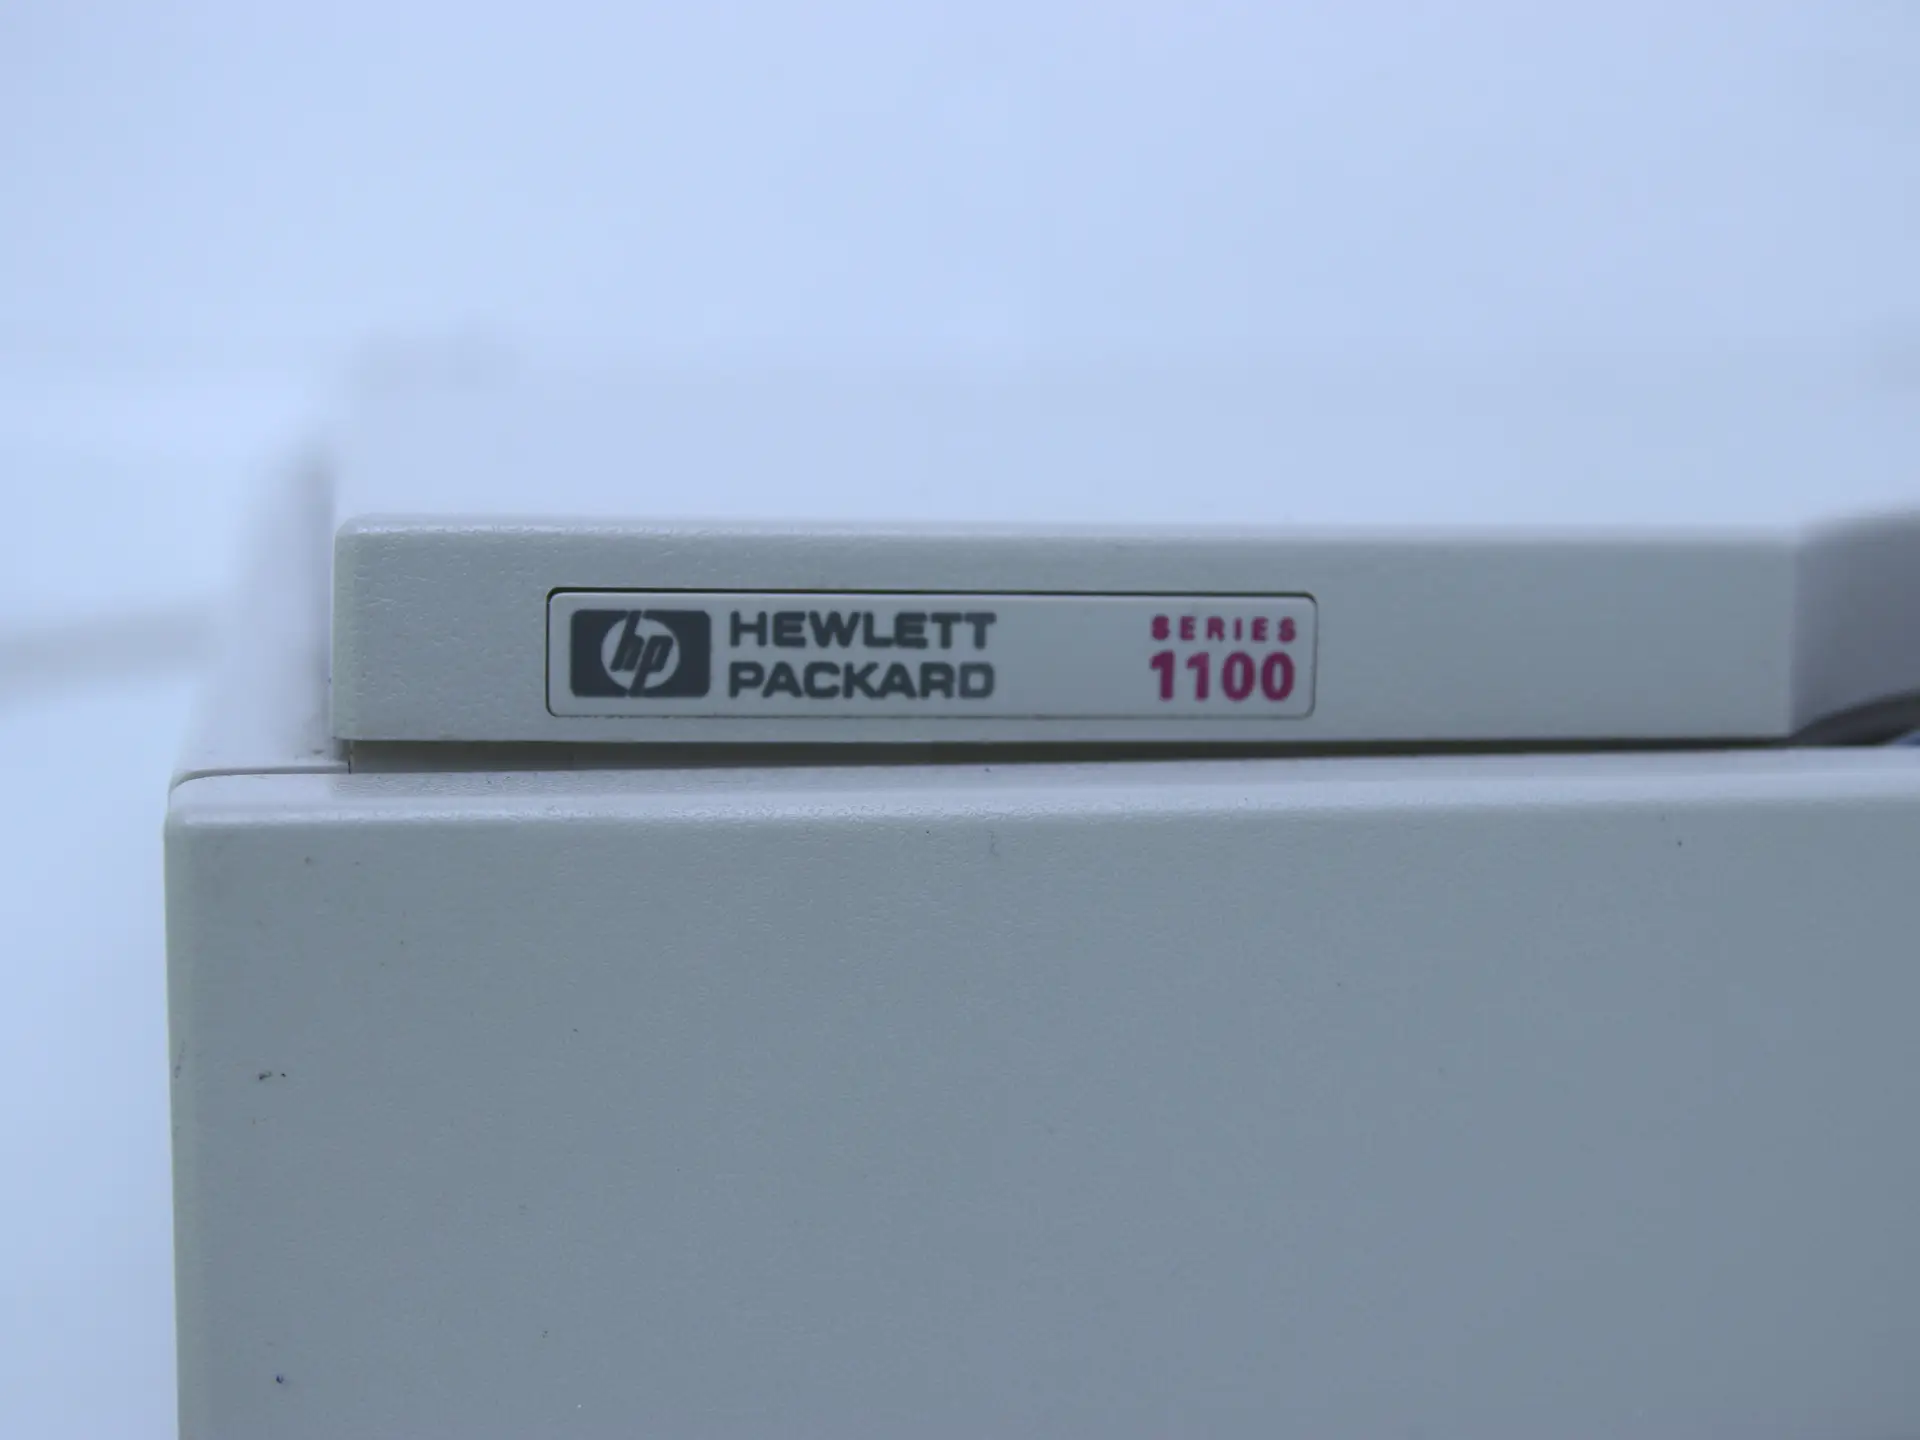 hp HEWLETT
PACKARD
SERIES
1100